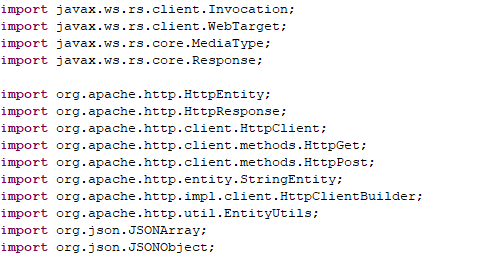 import javax.ws.rs.client.Invocation;
import javax.ws.rs.client.WebTarget;
import javax.ws.rs.core.MediaType;
import javax.ws.rs.core.Response;
import org.apache.http.HttpEntity;
import org.apache.http.HttpResponse;
import org.apache.http.client.HttpClient;
import org.apache.http.client.methods.HttpGet;
import org.apache.http.client.methods.HttpPost;
import org.apache.http.entity.StringEntity;
import org.apache.http.impl.client.HttpClientBuilder;
import org.apache.http.util.EntityUtils;
import org.json.JSONArray;
import org.json.JSONObject;